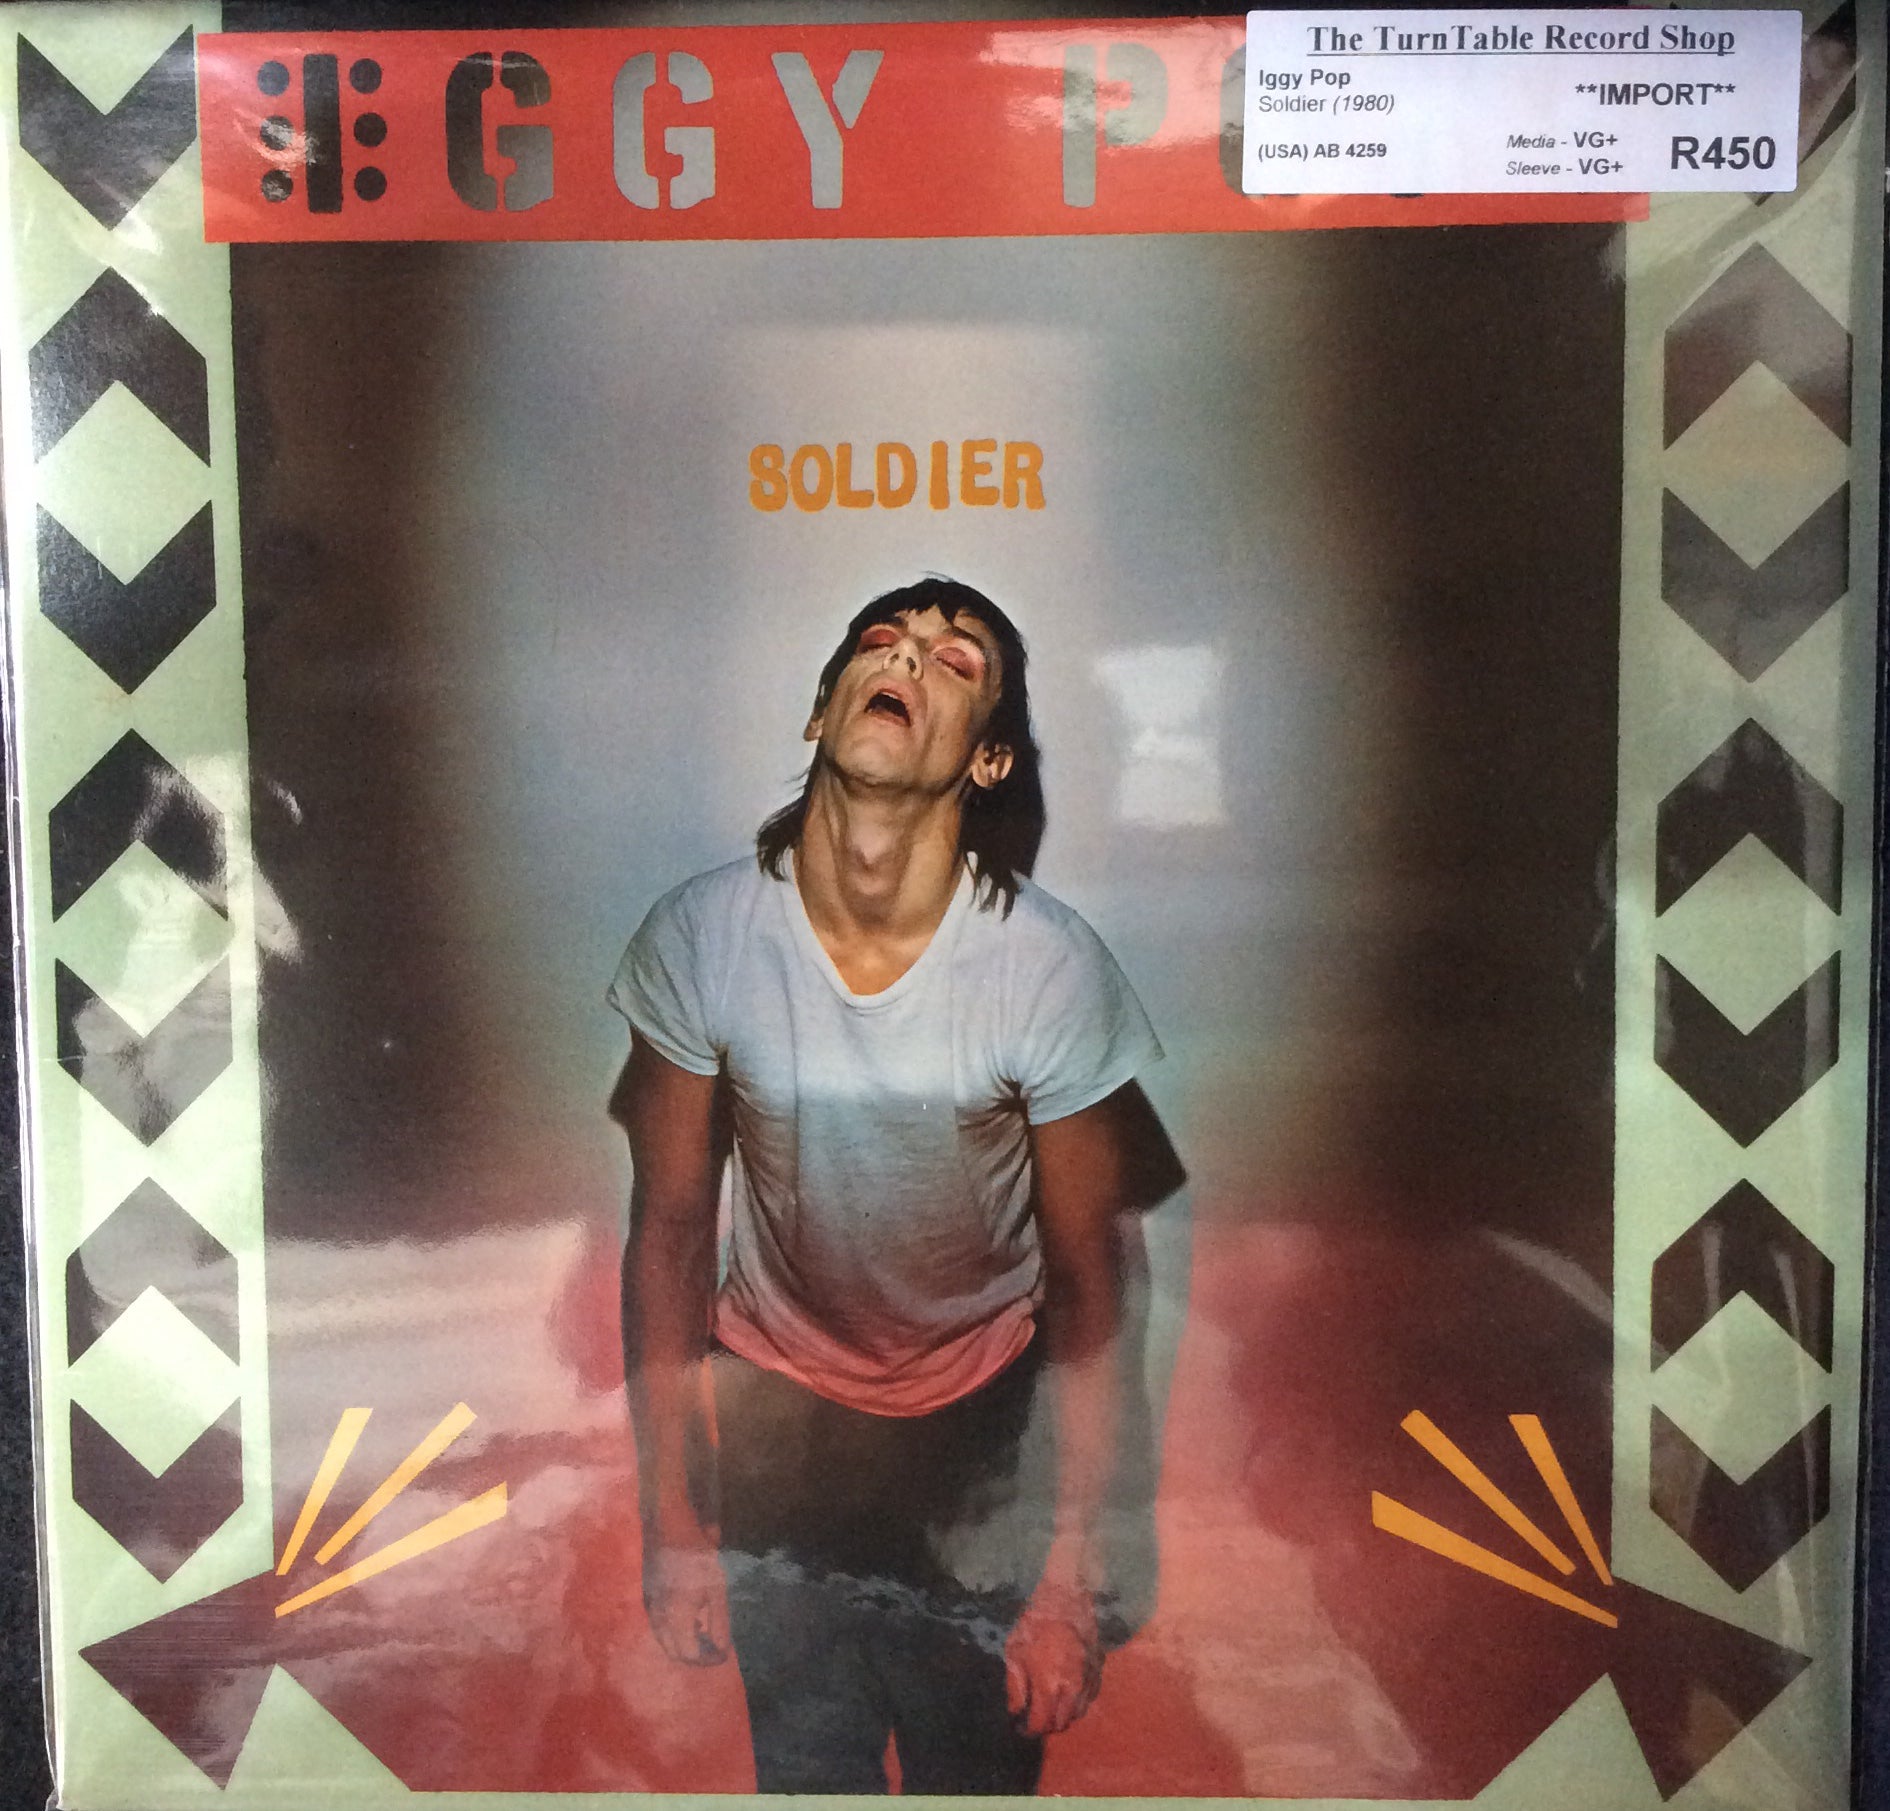 IGGY P
The TurnTable Record Shop
Iggy Pop
**IMPORT**
Soldier (1980)
(USA) AB 4259
Media - VG+
Sleeve - VG+
R450
SOLDIER